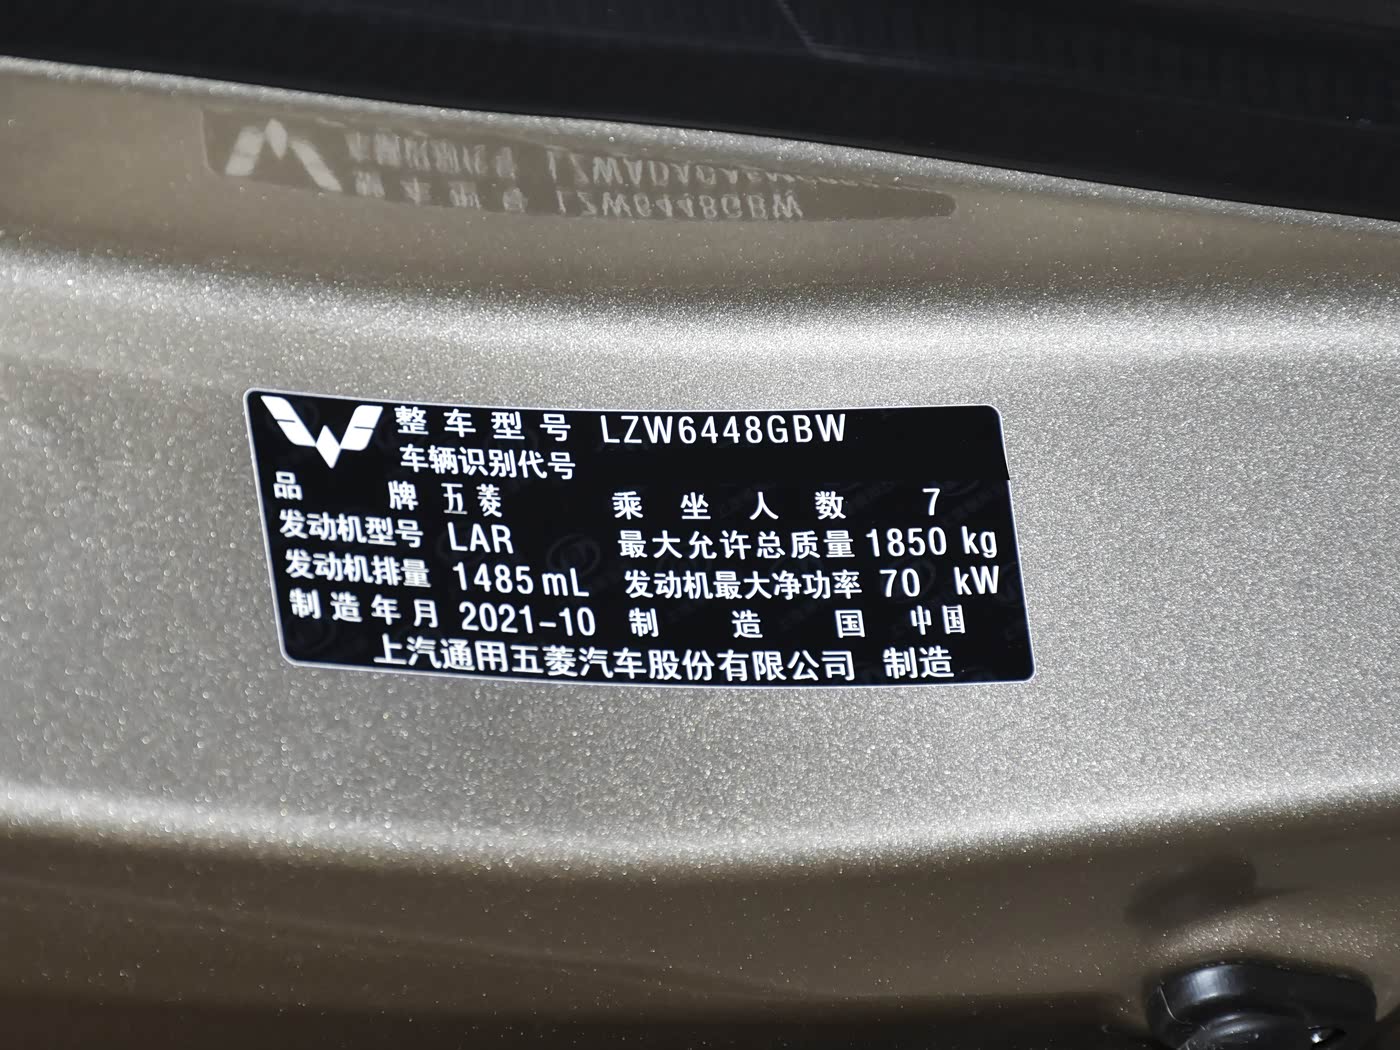 整车型号 LZW6448GBW
车辆识别代号
品牌 五菱 乘坐人数 7
发动机型号 LAR 最大允许总质量 1850 kg
发动机排量 1485 mL 发动机最大净功率 70 kW
制造年月 2021-10 制造国 中国
上汽通用五菱汽车股份有限公司 制造